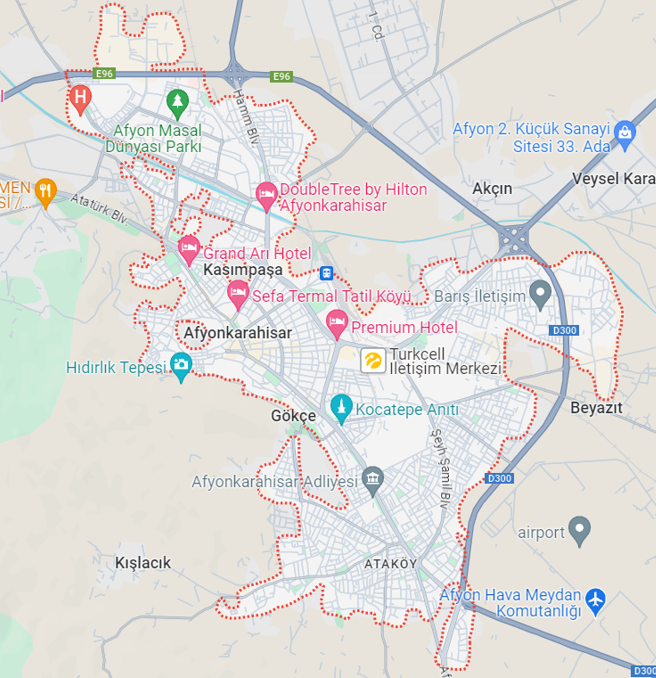 1. Cd.
E96
E96
H
Hamm Blv.
Afyon Masal
Dünyası Parkı
Afyon 2. Küçük Sanayi
Sitesi 33. Ada
Veysel Kara
Akçın
MEN
Sİ /...
Atatürk Blv.
DoubleTree by Hilton
Afyonkarahisar
Grand Arı Hotel
Kasımpaşa
Sefa Termal Tatil Köyü
Barış İletişim
Premium Hotel
Afyonkarahisar
D300
Turkcell
İletişim Merkezi
Hıdırlık Tepesi
Beyazıt
Kocatepe Anıtı
Gökçe
Şeyh Şamil Blv
Afyonkarahisar Adliyesi
D300
airport
Kışlacık
ATAKÖY
Afyon Hava Meydan
Komutanlığı
D300